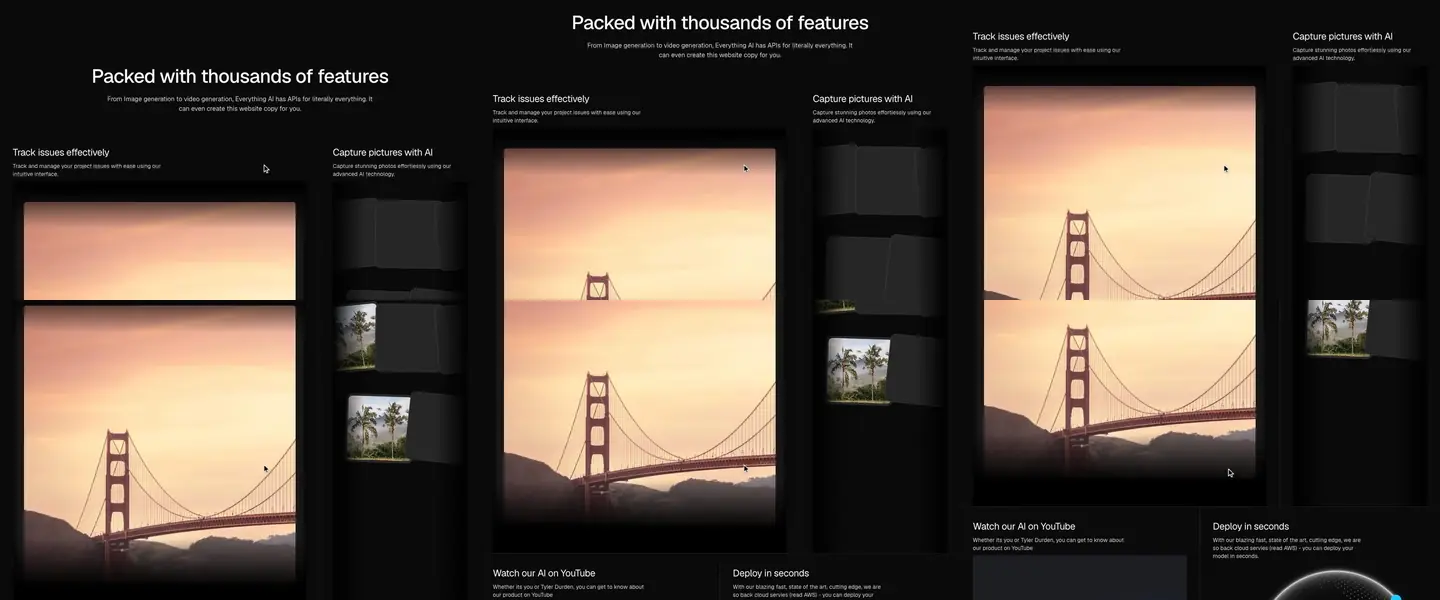 Packed with thousands of features
From Image generation to video generation, Everything AI has APIs for literally everything. It
can even create this website copy for you.
Track issues effectively
Track and manage your project issues with ease using our
intuitive interface.
Capture pictures with AI
Capture stunning photos effortlessly using our
advanced AI technology.
Packed with thousands of features
From Image generation to video generation, Everything AI has APIs for literally everything. It
can even create this website copy for you.
Track issues effectively
Track and manage your project issues with ease using our
intuitive interface.
Capture pictures with AI
Capture stunning photos effortlessly using our
advanced AI technology.
Watch our AI on YouTube
Whether its you or Tyler Durden, you can get to know about
our product on YouTube
Deploy in seconds
With our blazing fast, state of the art, cutting edge, we are
so back cloud servies (read AWS) - you can deploy your
Track issues effectively
Track and manage your project issues with ease using our
intuitive interface.
Capture pictures with AI
Capture stunning photos effortlessly using our
advanced AI technology.
Watch our AI on YouTube
Whether its you or Tyler Durden, you can get to know about
our product on YouTube
Deploy in seconds
With our blazing fast, state of the art, cutting edge, we are
so back cloud servies (read AWS) - you can deploy your
model in seconds.